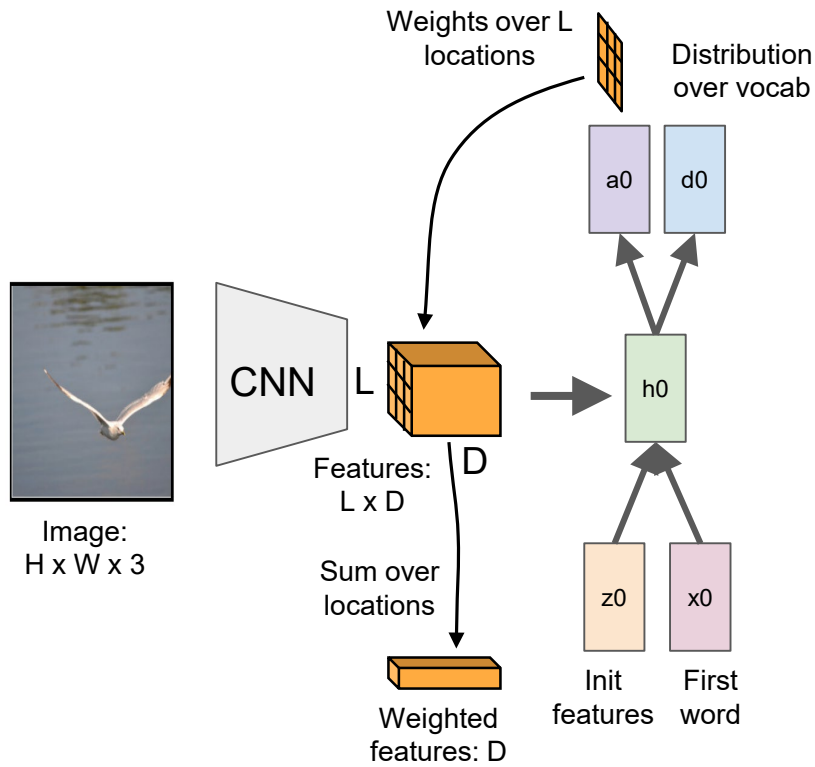 Weights over L
locations
Distribution
over vocab
a0
d0
CNN
L
h0
D
Features:
L x D
Image:
H x W x 3
Sum over
locations
z0
x0
Init
features
First
word
Weighted
features: D